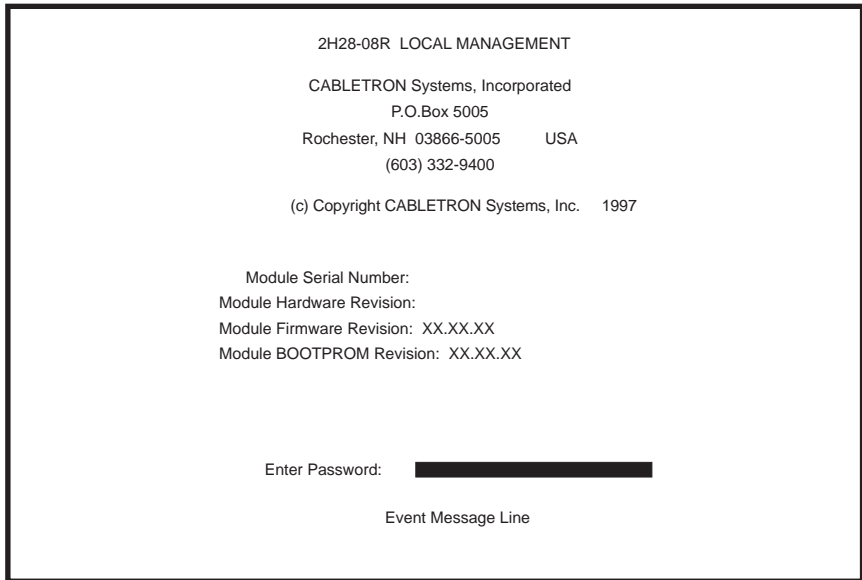 2H28-08R LOCAL MANAGEMENT
CABLETRON Systems, Incorporated
P.O.Box 5005
Rochester, NH 03866-5005 USA
(603) 332-9400
(c) Copyright CABLETRON Systems, Inc. 1997
Module Serial Number:
Module Hardware Revision:
Module Firmware Revision: XX.XX.XX
Module BOOTPROM Revision: XX.XX.XX
Enter Password:
Event Message Line